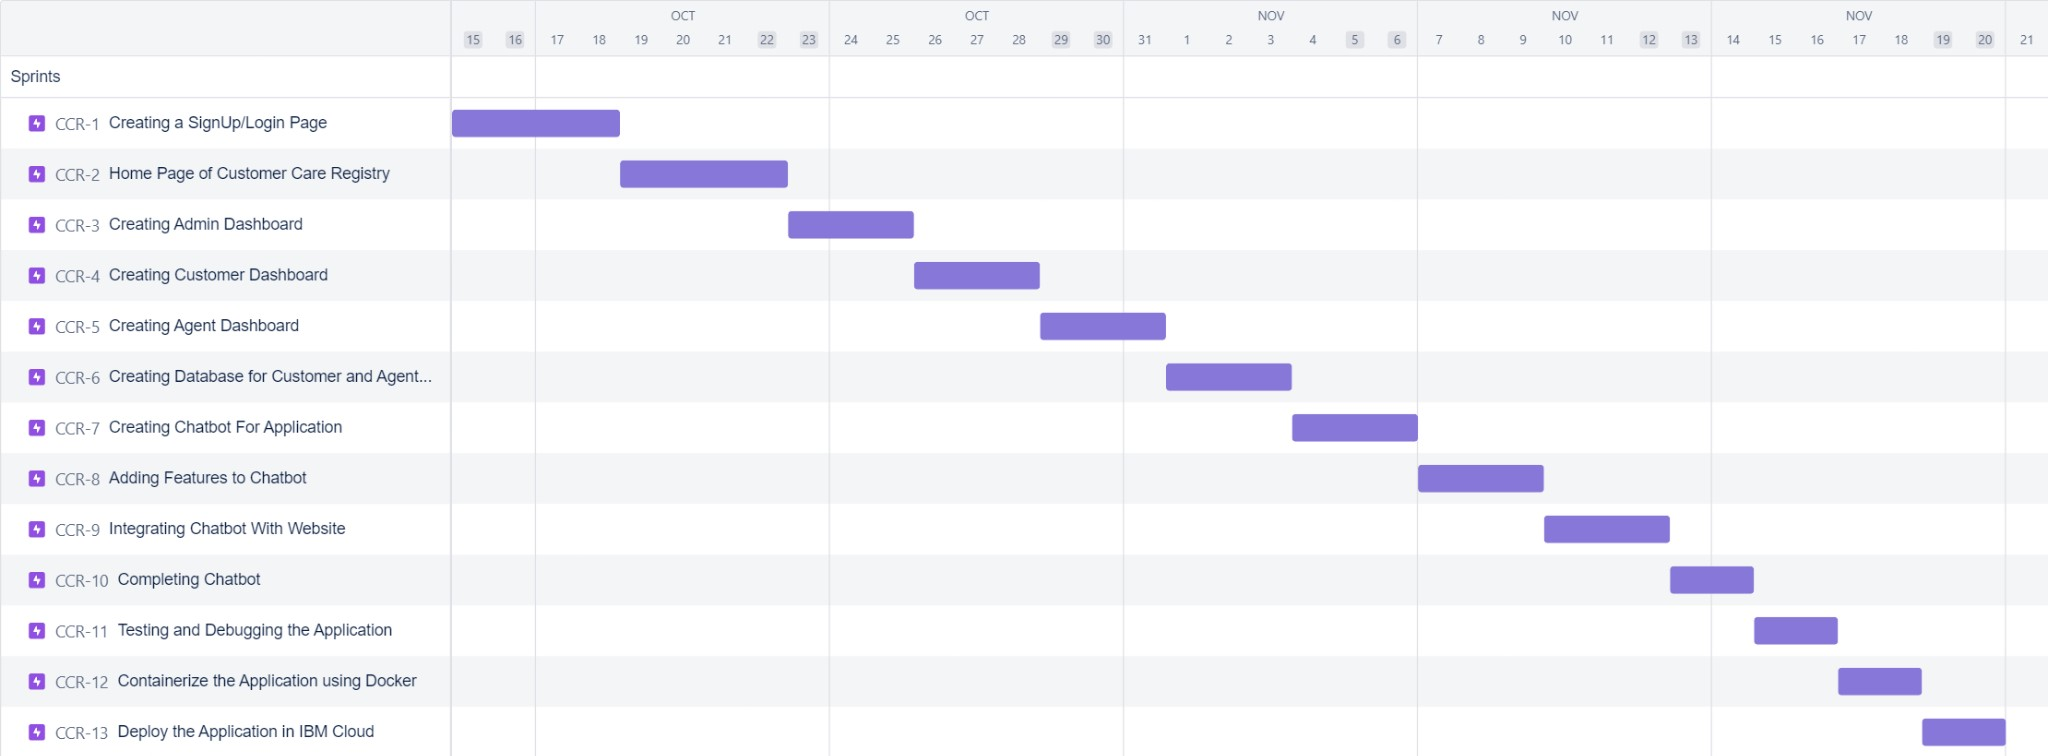 OCT OCT NOV NOV NOV
15 16 17 18 19 20 21 22 23 24 25 26 27 28 29 30 31 1 2 3 4 5 6 7 8 9 10 11 12 13 14 15 16 17 18 19 20 21
Sprints
CCR-1 Creating a SignUp/Login Page
CCR-2 Home Page of Customer Care Registry
CCR-3 Creating Admin Dashboard
CCR-4 Creating Customer Dashboard
CCR-5 Creating Agent Dashboard
CCR-6 Creating Database for Customer and Agent...
CCR-7 Creating Chatbot For Application
CCR-8 Adding Features to Chatbot
CCR-9 Integrating Chatbot With Website
CCR-10 Completing Chatbot
CCR-11 Testing and Debugging the Application
CCR-12 Containerize the Application using Docker
CCR-13 Deploy the Application in IBM Cloud